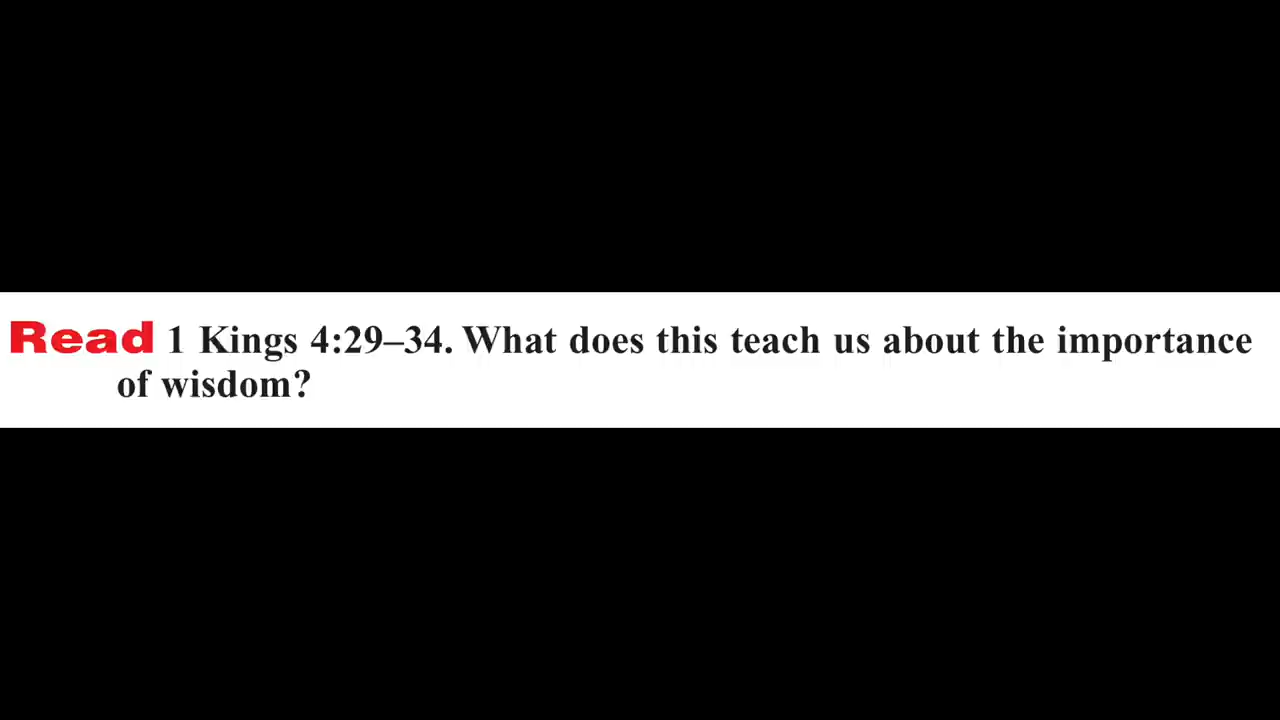 Read 1 Kings 4:29–34. What does this teach us about the importance
of wisdom?